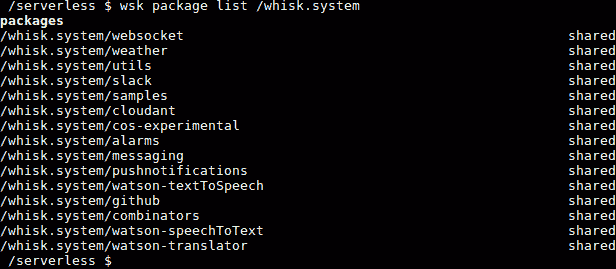 /serverless $ wsk package list /whisk.system
packages
/whisk.system/websocket shared
/whisk.system/weather shared
/whisk.system/utils shared
/whisk.system/slack shared
/whisk.system/samples shared
/whisk.system/cloudant shared
/whisk.system/cos-experimental shared
/whisk.system/alarms shared
/whisk.system/messaging shared
/whisk.system/pushnotifications shared
/whisk.system/watson-textToSpeech shared
/whisk.system/github shared
/whisk.system/combinators shared
/whisk.system/watson-speechToText shared
/whisk.system/watson-translator shared
/serverless $